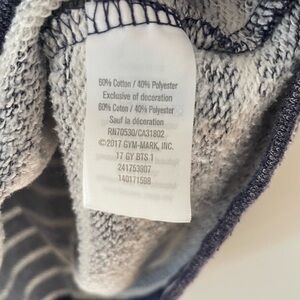 60% Cotton / 40% Polyester
Exclusive of decoration
60% Coton / 40% Polyester
Sauf la décoration
RN70530/CA31802
©2017 GYM-MARK, INC.
17 GY BTS 1
241753907
140171598